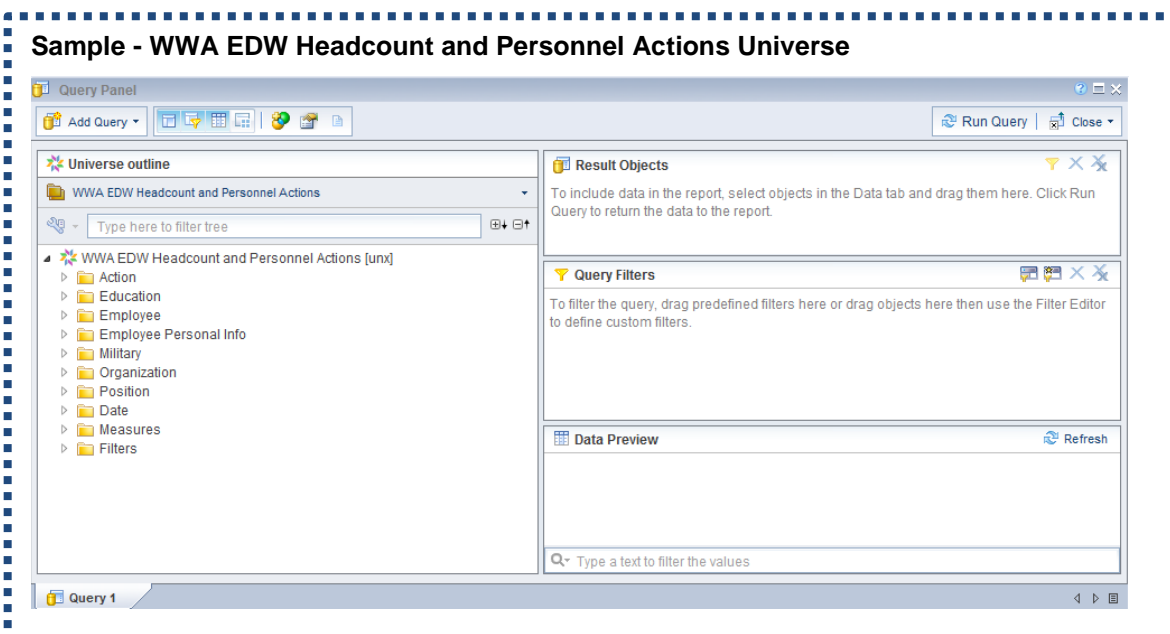 Sample - WWA EDW Headcount and Personnel Actions Universe
Query Panel
Add Query
Run Query
Close
Universe outline
WWA EDW Headcount and Personnel Actions
Type here to filter tree
WWA EDW Headcount and Personnel Actions [unx]
Action
Education
Employee
Employee Personal Info
Military
Organization
Position
Date
Measures
Filters
Result Objects
To include data in the report, select objects in the Data tab and drag them here. Click Run
Query to return the data to the report.
Query Filters
To filter the query, drag predefined filters here or drag objects here then use the Filter Editor
to define custom filters.
Data Preview
Refresh
Type a text to filter the values
Query 1